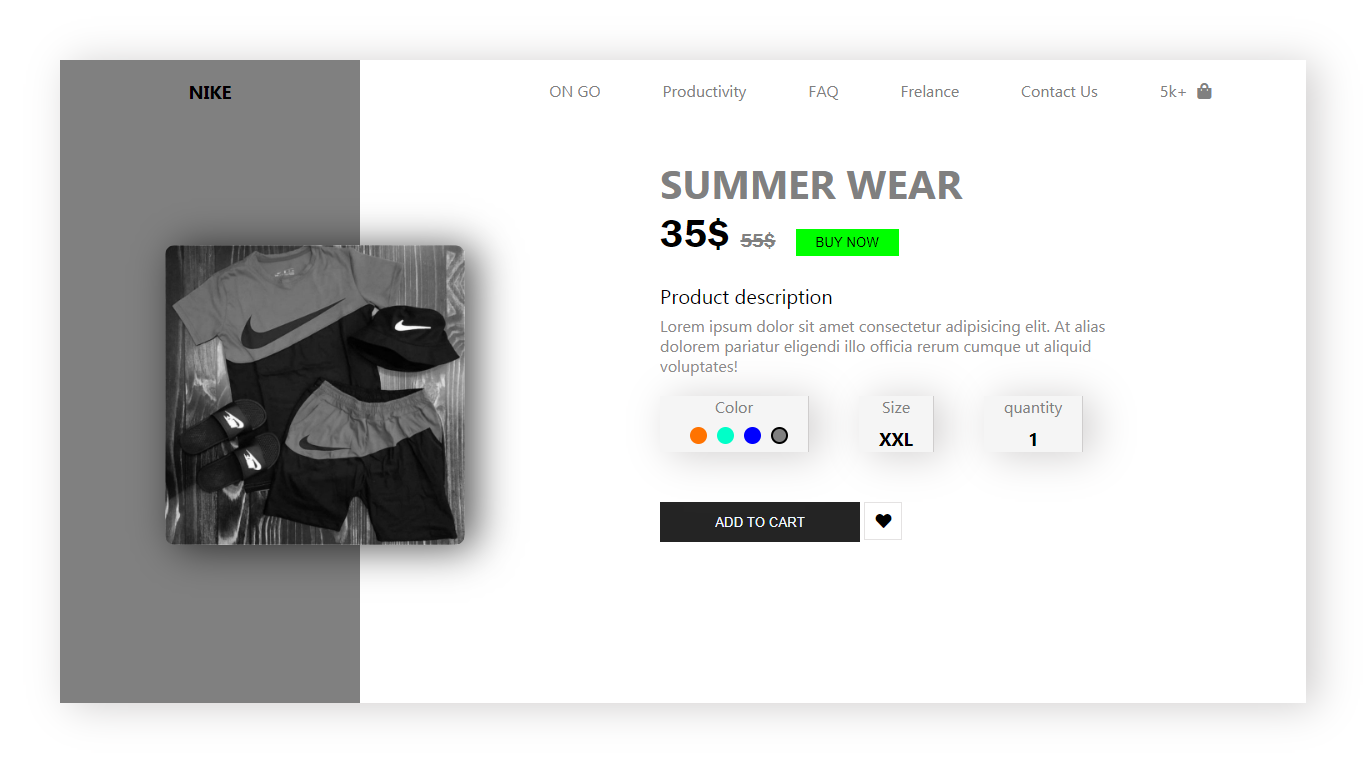 NIKE
ON GO Productivity FAQ Frelance Contact Us 5k+
SUMMER WEAR
35$ 55$ BUY NOW
Product description
Lorem ipsum dolor sit amet consectetur adipisicing elit. At alias
dolorem pariatur eligendi illo officia rerum cumque ut aliquid
voluptates!
Color Size quantity
XXL 1
ADD TO CART